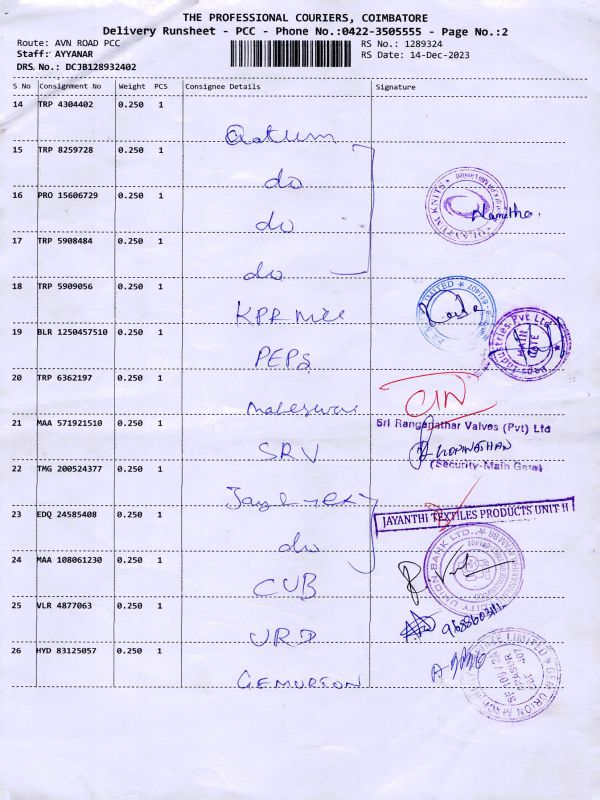 THE PROFESSIONAL COURIERS, COIMBATORE
Delivery Runsheet - PCC - Phone No.:0422-3505555 - Page No.:2
Route: AVN ROAD PCC RS No.: 1289324
Staff: AYYANAR RS Date: 14-Dec-2023
DRS. No.: DCJB128932402
S No Consignment No Weight PCS Consignee Details Signature
14 TRP 4304402 0.250 1
15 TRP 8259728 0.250 1
do
16 PRO 15606729 0.250 1
do
17 TRP 5908484 0.250 1
do
18 TRP 5909056 0.250 1
KPR Mill
19 BLR 1250457510 0.250 1
PEPS
20 TRP 6362197 0.250 1
21 MAA 571921510 0.250 1
Sri Ranganathar Valves (Pvt) Ltd
SRV
(Security-Main Gate)
22 TMG 200524377 0.250 1
23 EDQ 24585408 0.250 1
JAYANTHI TEXTILES PRODUCTS UNIT II
do
24 MAA 108061230 0.250 1
CUB
CITY UNION BANK LTD.
25 VLR 4877063 0.250 1
URD
26 HYD 83125057 0.250 1